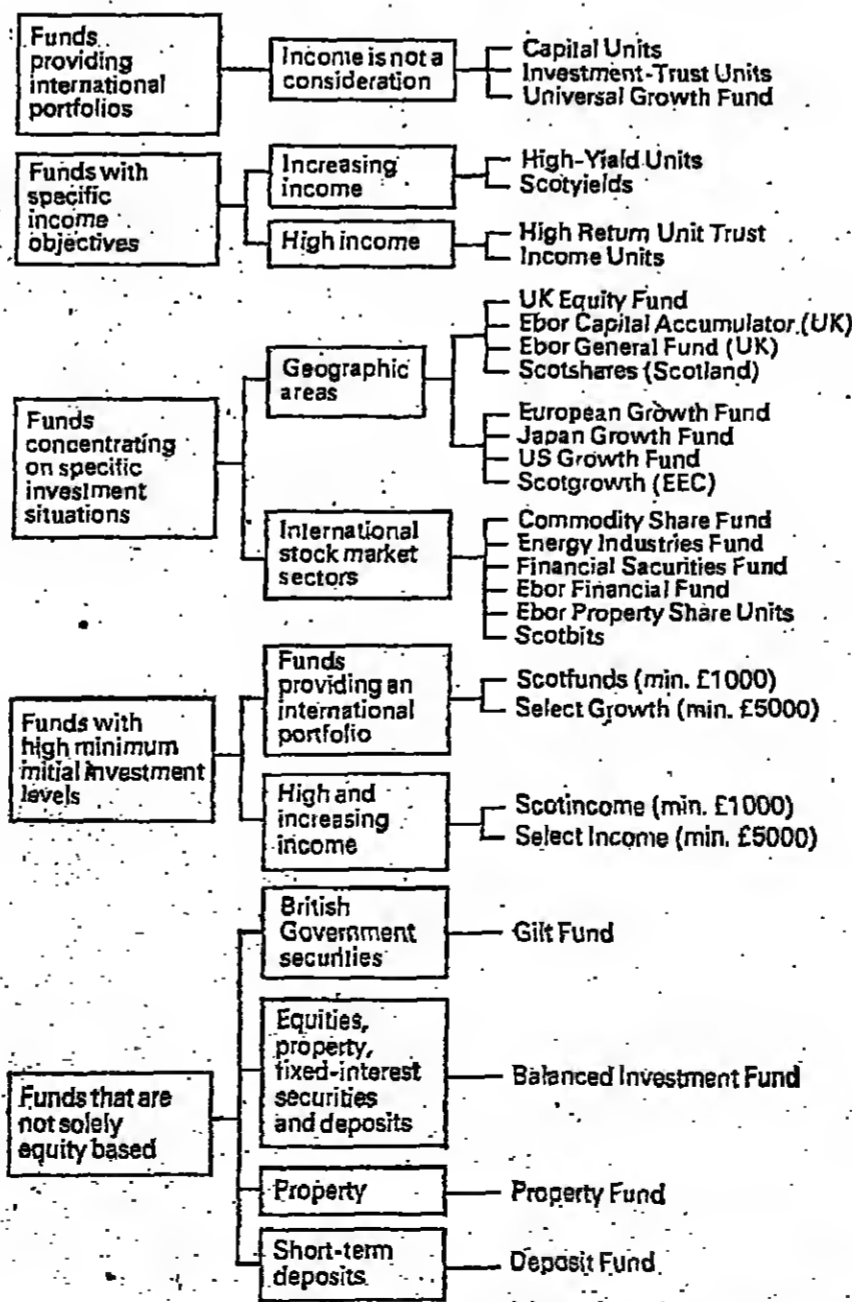 Funds
providing
international
portfolios
Income is not a
consideration
Capital Units
Investment-Trust Units
Universal Growth Fund
Funds with
specific
income
objectives
Increasing
income
High-Yield Units
Scotyields
High income
High Return Unit Trust
Income Units
Funds
concentrating
on specific
investment
situations
Geographic
areas
UK Equity Fund
Ebor Capital Accumulator (UK)
Ebor General Fund (UK)
Scotshares (Scotland)
European Growth Fund
Japan Growth Fund
US Growth Fund
Scotgrowth (EEC)
International
stock market
sectors
Commodity Share Fund
Energy Industries Fund
Financial Securities Fund
Ebor Financial Fund
Ebor Property Share Units
Scotbits
Funds with
high minimum
initial investment
levels
Funds
providing an
international
portfolio
Scotfunds (min. £1000)
Select Growth (min. £5000)
High and
increasing
income
Scotincome (min. £1000)
Select Income (min. £5000)
Funds that are
not solely
equity based
British
Government
securities
Gilt Fund
Equities,
property,
fixed-interest
securities
and deposits
Balanced Investment Fund
Property
Property Fund
Short-term
deposits
Deposit Fund